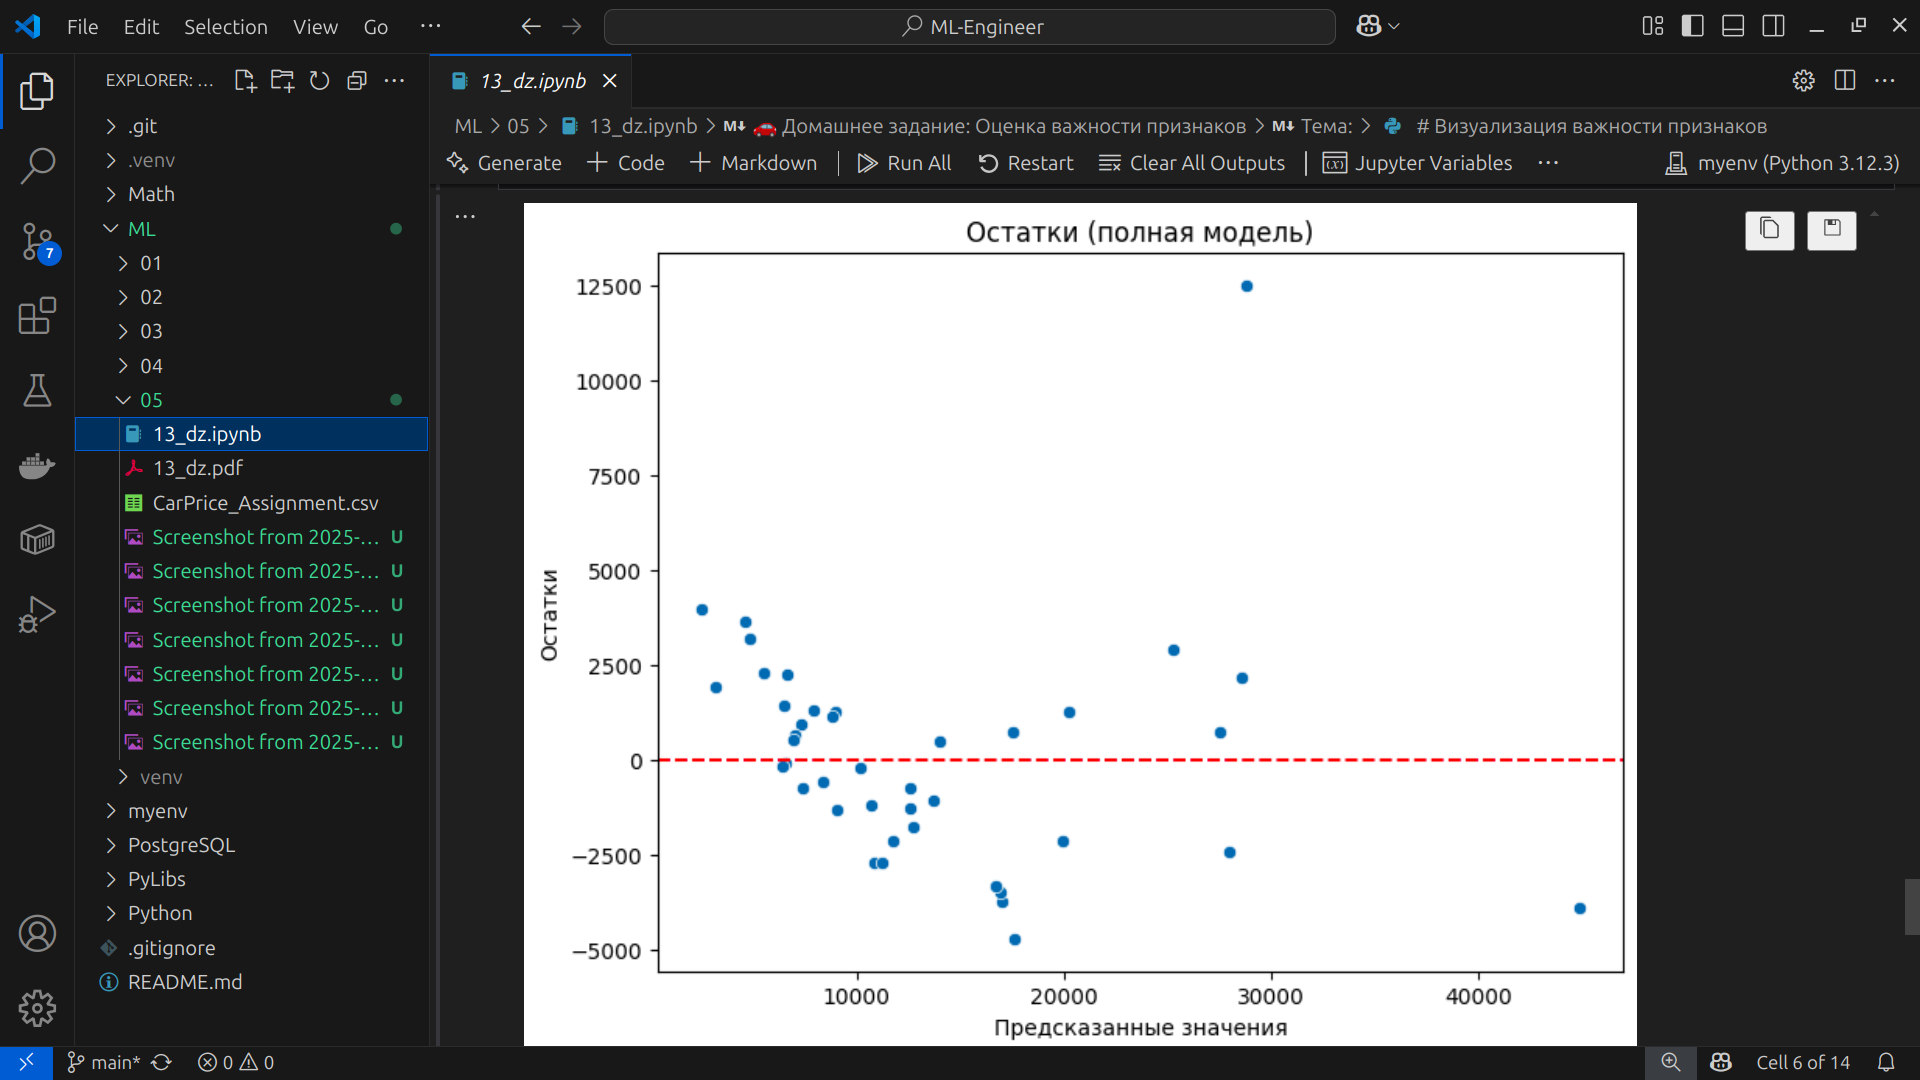 File Edit Selection View Go
ML-Engineer
EXPLORER: ...
.git
.venv
Math
ML
01
02
03
04
05
13_dz.ipynb
13_dz.pdf
CarPrice_Assignment.csv
Screenshot from 2025-... U
Screenshot from 2025-... U
Screenshot from 2025-... U
Screenshot from 2025-... U
Screenshot from 2025-... U
Screenshot from 2025-... U
Screenshot from 2025-... U
venv
myenv
PostgreSQL
PyLibs
Python
.gitignore
README.md
7
13_dz.ipynb
ML > 05 > 13_dz.ipynb > M↓ 🚗 Домашнее задание: Оценка важности признаков > M↓ Тема: > # Визуализация важности признаков
Generate + Code + Markdown | Run All Restart Clear All Outputs | Jupyter Variables ... myenv (Python 3.12.3)
Остатки (полная модель)
12500
10000
7500
5000
2500
0
−2500
−5000
Остатки
10000 20000 30000 40000
Предсказанные значения
main* 0 0 Cell 6 of 14